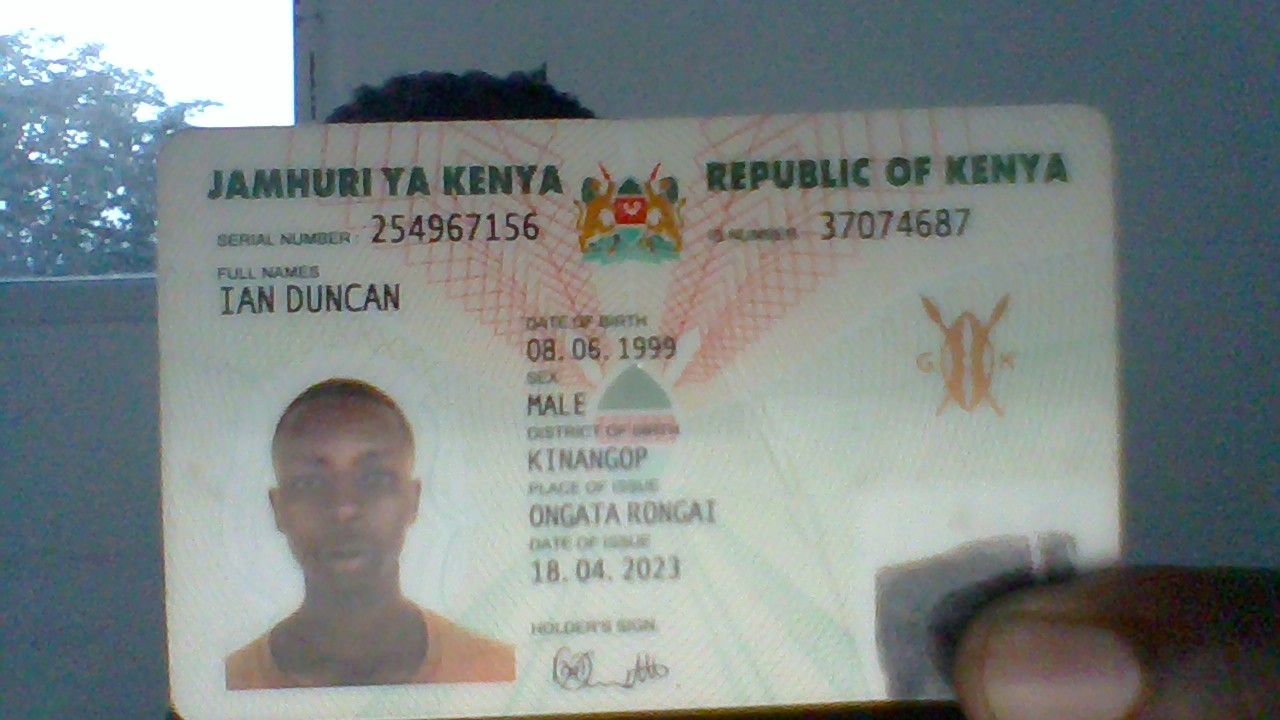 JAMHURI YA KENYA
REPUBLIC OF KENYA
SERIAL NUMBER : 254967156
ID NUMBER 37074687
FULL NAMES
IAN DUNCAN
DATE OF BIRTH
08. 06. 1999
SEX
MALE
DISTRICT OF BIRTH
KINANGOP
PLACE OF ISSUE
ONGATA RONGAI
DATE OF ISSUE
18. 04. 2023
HOLDER'S SIGN.
G K